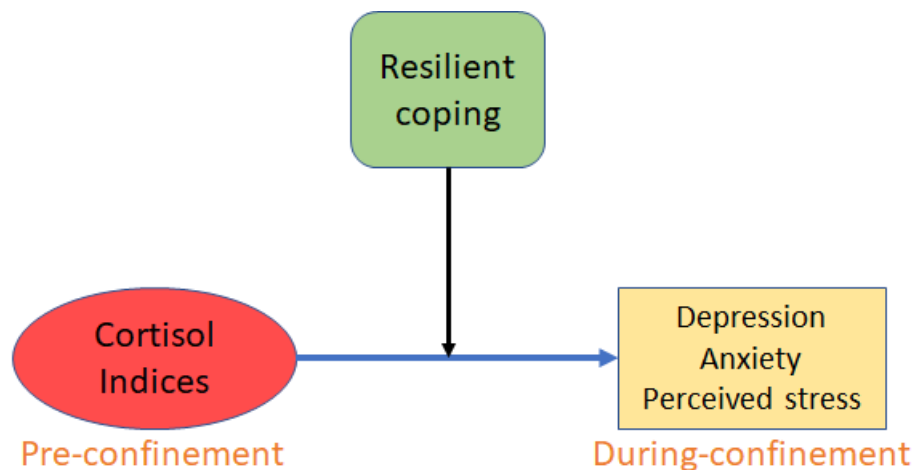 Resilient
coping
Cortisol
Indices
Depression
Anxiety
Perceived stress
Pre-confinement
During-confinement